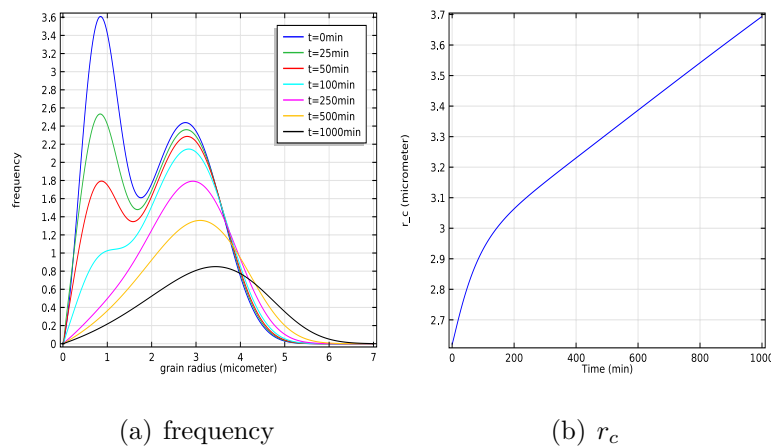 3.6
3.4
3.2
3
2.8
2.6
2.4
2.2
2
1.8
1.6
1.4
1.2
1
0.8
0.6
0.4
0.2
0
frequency
0 1 2 3 4 5 6 7
grain radius (micometer)
t=0min
t=25min
t=50min
t=100min
t=250min
t=500min
t=1000min
(a) frequency
3.7
3.6
3.5
3.4
3.3
3.2
3.1
3
2.9
2.8
2.7
r_c (micrometer)
0 200 400 600 800 1000
Time (min)
(b) r_c